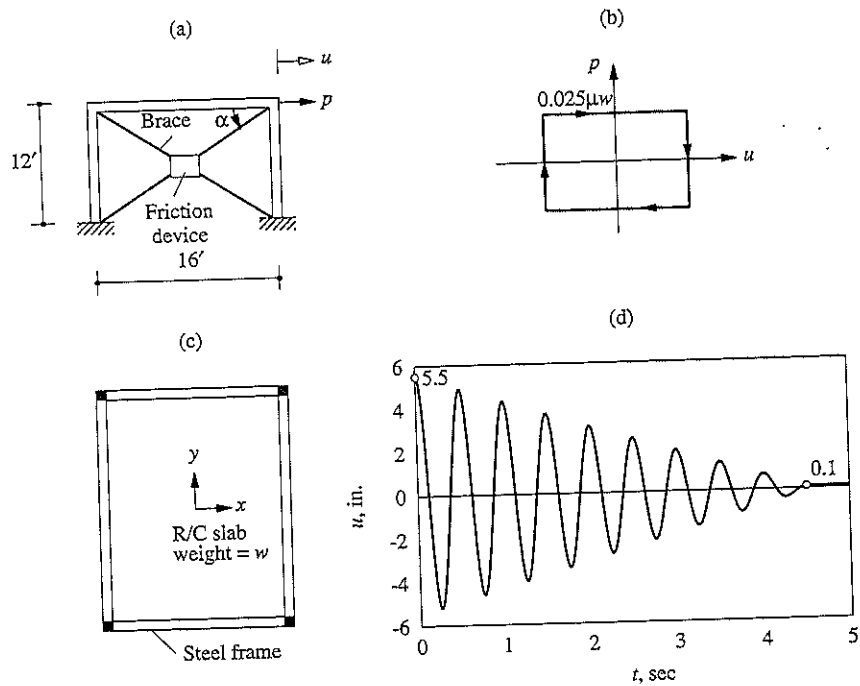 (a)
u
p
Brace
α
12′
Friction
device
16′
(b)
p
0.025μw
u
(c)
y
x
R/C slab
weight = w
Steel frame
(d)
6
5.5
4
2
0.1
0
-2
-4
-6
u, in.
0 1 2 3 4 5
t, sec